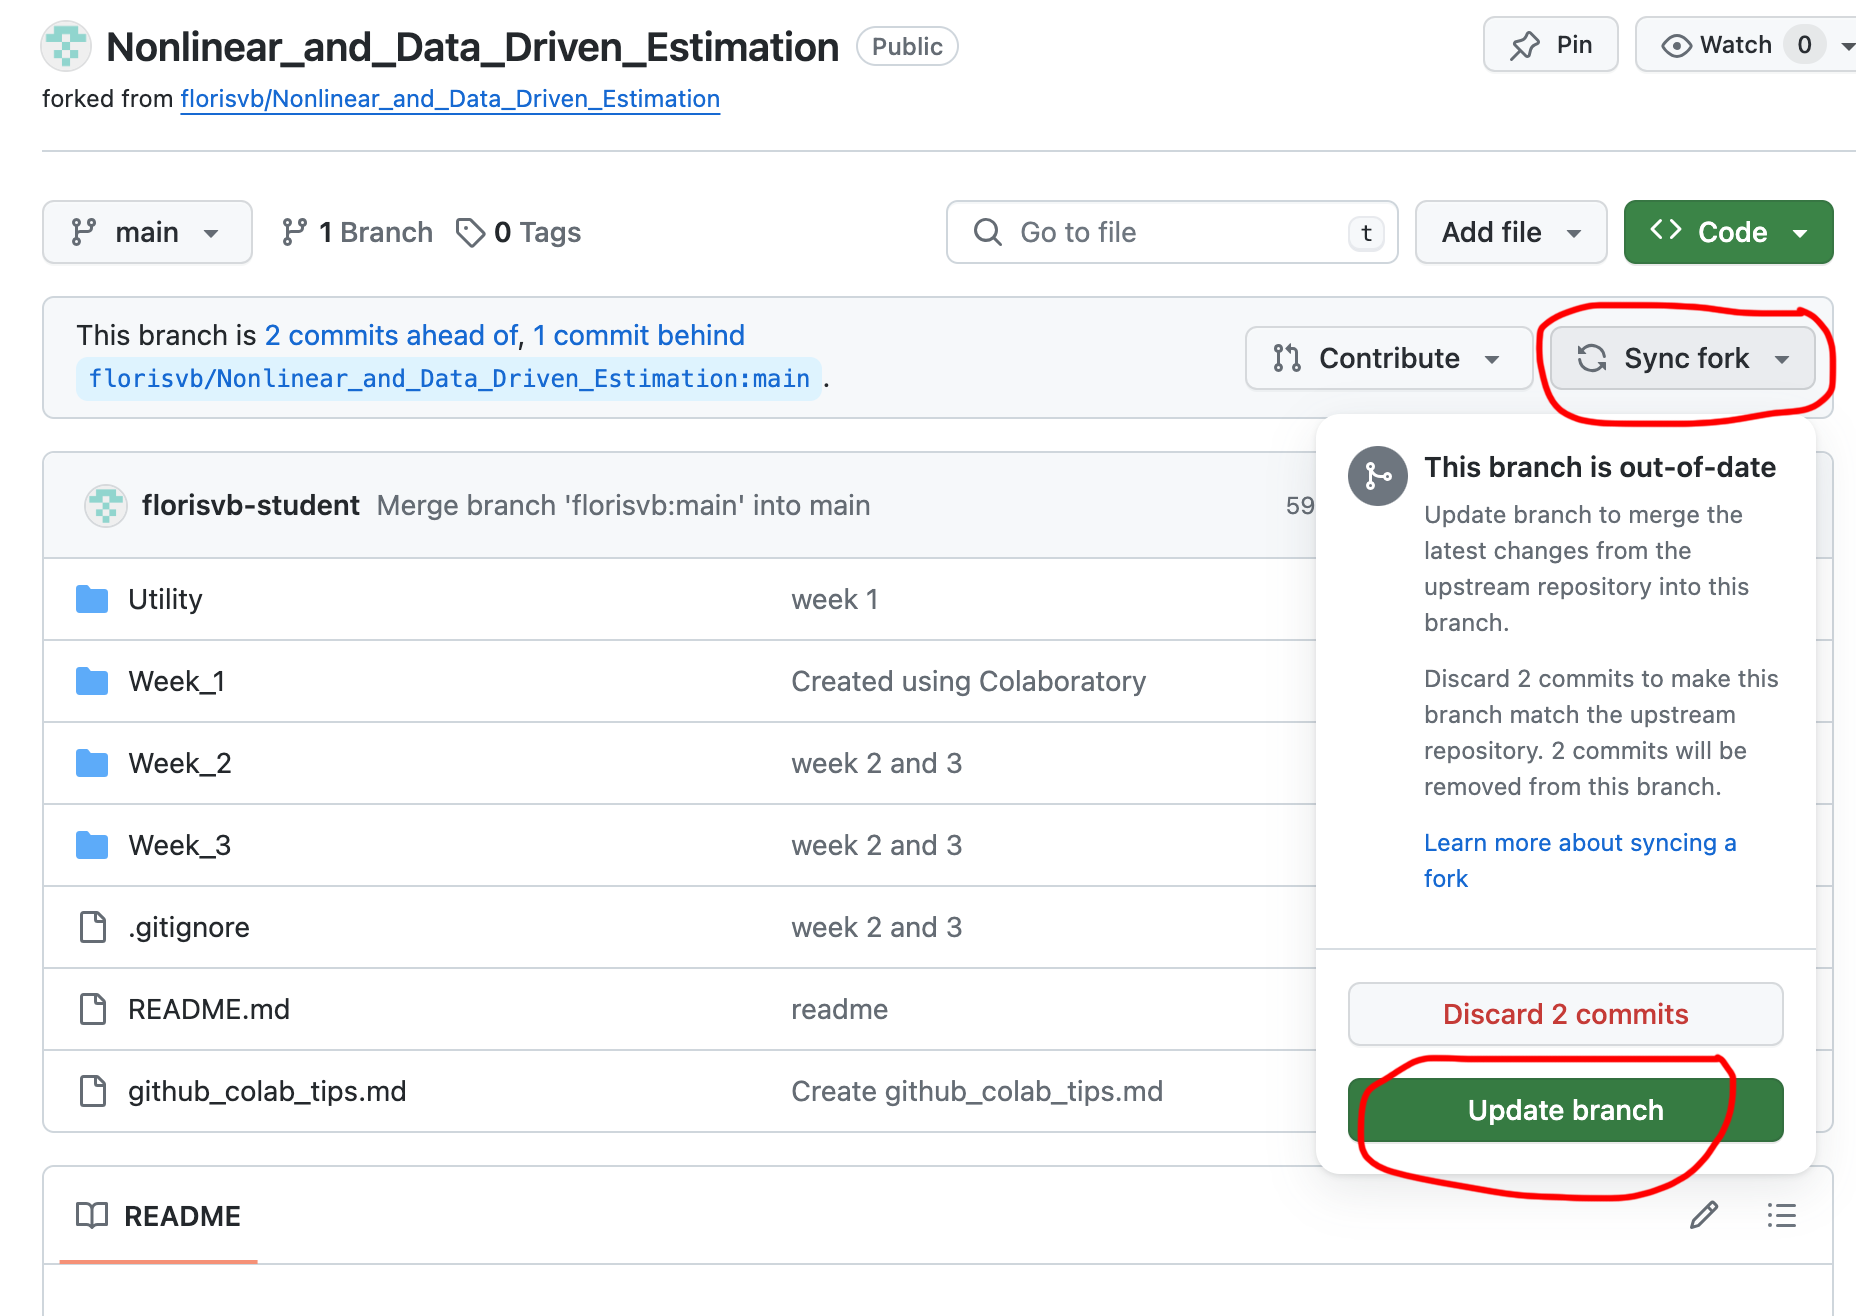 Nonlinear_and_Data_Driven_Estimation Public Pin Watch 0
forked from florisvb/Nonlinear_and_Data_Driven_Estimation
main 1 Branch 0 Tags Go to file t Add file Code
This branch is 2 commits ahead of, 1 commit behind
florisvb/Nonlinear_and_Data_Driven_Estimation:main .
Contribute Sync fork
florisvb-student Merge branch 'florisvb:main' into main 59
Utility week 1
Week_1 Created using Colaboratory
Week_2 week 2 and 3
Week_3 week 2 and 3
.gitignore week 2 and 3
README.md readme
github_colab_tips.md Create github_colab_tips.md
This branch is out-of-date
Update branch to merge the
latest changes from the
upstream repository into this
branch.
Discard 2 commits to make this
branch match the upstream
repository. 2 commits will be
removed from this branch.
Learn more about syncing a
fork
Discard 2 commits
Update branch
README